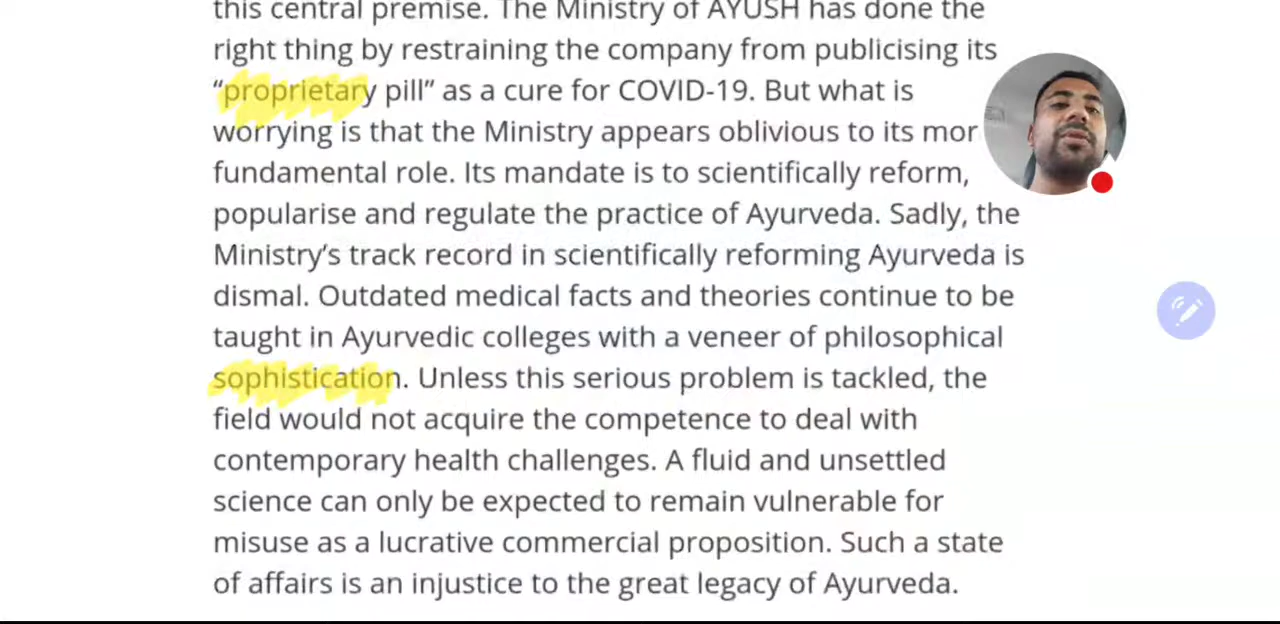 this central premise. The Ministry of AYUSH has done the
right thing by restraining the company from publicising its
“proprietary pill” as a cure for COVID-19. But what is
worrying is that the Ministry appears oblivious to its mor
fundamental role. Its mandate is to scientifically reform,
popularise and regulate the practice of Ayurveda. Sadly, the
Ministry’s track record in scientifically reforming Ayurveda is
dismal. Outdated medical facts and theories continue to be
taught in Ayurvedic colleges with a veneer of philosophical
sophistication. Unless this serious problem is tackled, the
field would not acquire the competence to deal with
contemporary health challenges. A fluid and unsettled
science can only be expected to remain vulnerable for
misuse as a lucrative commercial proposition. Such a state
of affairs is an injustice to the great legacy of Ayurveda.